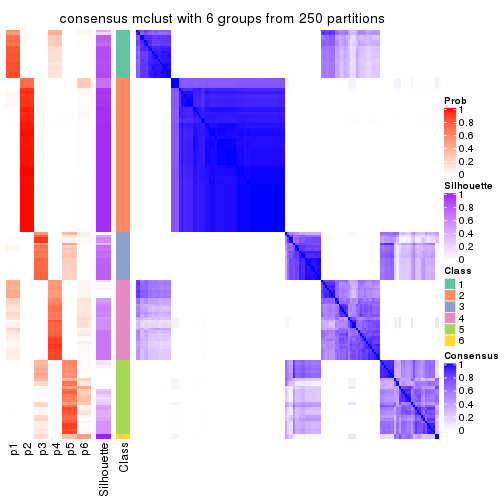 consensus mclust with 6 groups from 250 partitions
Prob
1
0.8
0.6
0.4
0.2
0
Silhouette
1
0.8
0.6
0.4
0.2
0
Class
1
2
3
4
5
6
Consensus
1
0.8
0.6
0.4
0.2
0
p1
p2
p3
p4
p5
p6
Silhouette
Class